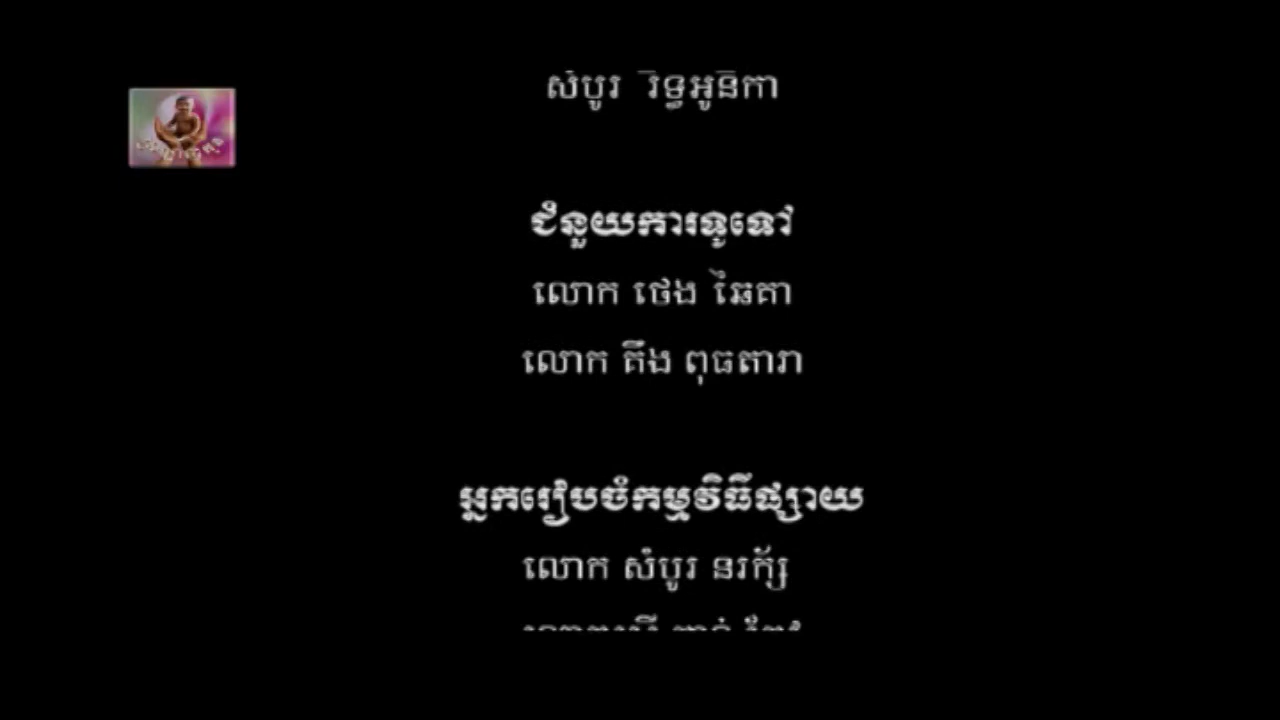 សំបូរ រិទ្ធអូនិកា
ជំនួយការទូទៅ
លោក ថេង ឆៃគា
លោក គឹង ពុធតារា
អ្នករៀបចំកម្មវិធីផ្សាយ
លោក សំបូរ នរក្ស័